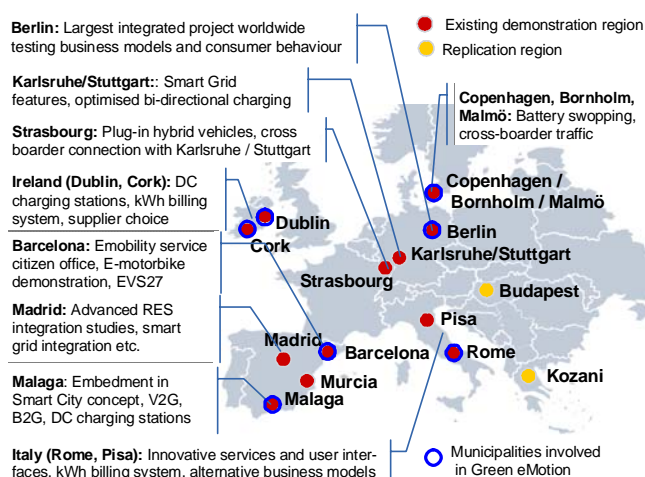 Berlin: Largest integrated project worldwide
testing business models and consumer behaviour
Karlsruhe/Stuttgart:: Smart Grid
features, optimised bi-directional charging
Strasbourg: Plug-in hybrid vehicles, cross
boarder connection with Karlsruhe / Stuttgart
Ireland (Dublin, Cork): DC
charging stations, kWh billing
system, supplier choice
Barcelona: Emobility service
citizen office, E-motorbike
demonstration, EVS27
Madrid: Advanced RES
integration studies, smart
grid integration etc.
Malaga: Embedment in
Smart City concept, V2G,
B2G, DC charging stations
Italy (Rome, Pisa): Innovative services and user inter-
faces, kWh billing system, alternative business models
Existing demonstration region
Replication region
Copenhagen, Bornholm,
Malmö: Battery swopping,
cross-boarder traffic
Copenhagen /
Bornholm / Malmö
Dublin
Cork
Berlin
Karlsruhe/Stuttgart
Strasbourg
Budapest
Pisa
Madrid
Barcelona
Rome
Murcia
Malaga
Kozani
Municipalities involved
in Green eMotion